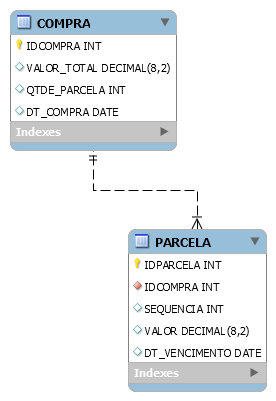 COMPRA
IDCOMPRA INT
VALOR_TOTAL DECIMAL(8,2)
QTDE_PARCELA INT
DT_COMPRA DATE
Indexes
PARCELA
IDPARCELA INT
IDCOMPRA INT
SEQUENCIA INT
VALOR DECIMAL(8,2)
DT_VENCIMENTO DATE
Indexes